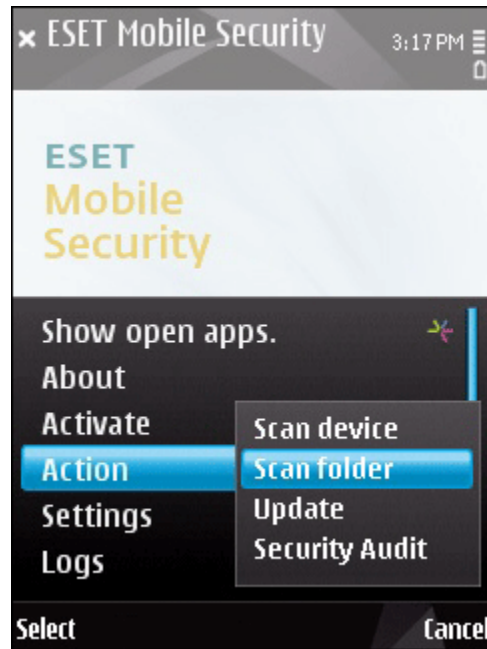 ESET Mobile Security
3:17 PM
ESET
Mobile
Security
Show open apps.
About
Activate
Action
Settings
Logs
Scan device
Scan folder
Update
Security Audit
Select
Cancel